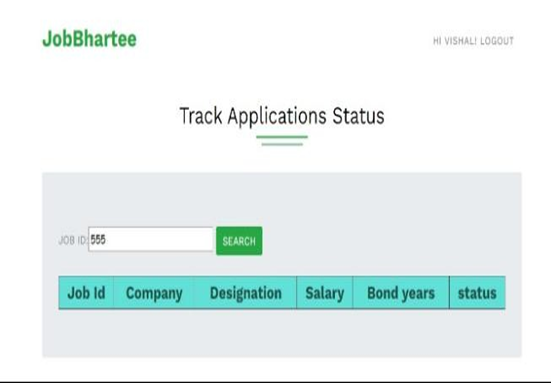 JobBhartee
HI VISHAL! LOGOUT
Track Applications Status
JOB ID: 555 SEARCH
Job Id Company Designation Salary Bond years status